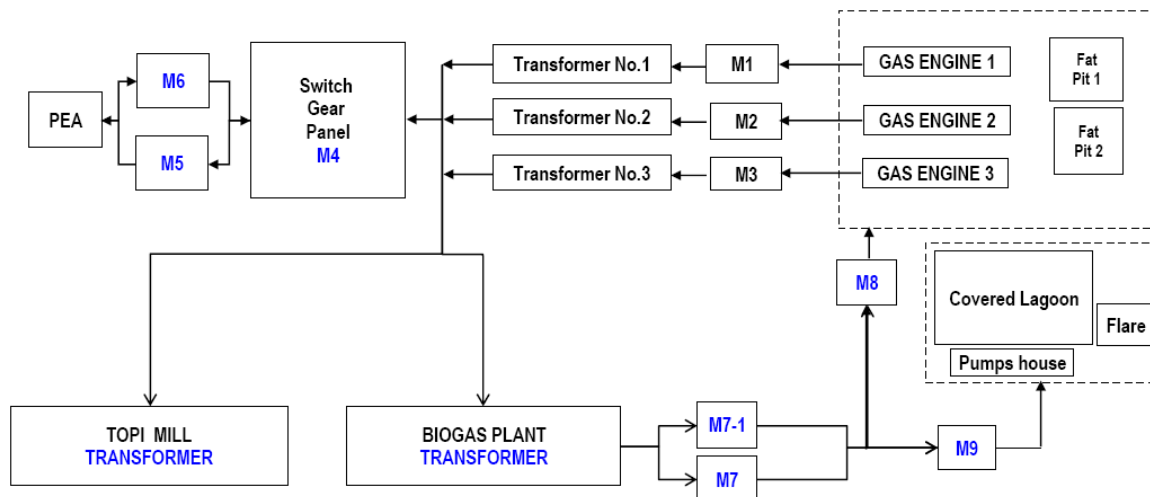 M6
PEA
M5
Switch
Gear
Panel
M4
Transformer No.1
M1
GAS ENGINE 1
Transformer No.2
M2
GAS ENGINE 2
Transformer No.3
M3
GAS ENGINE 3
Fat
Pit 1
Fat
Pit 2
M8
Covered Lagoon
Flare
Pumps house
TOPI MILL
TRANSFORMER
BIOGAS PLANT
TRANSFORMER
M7-1
M7
M9